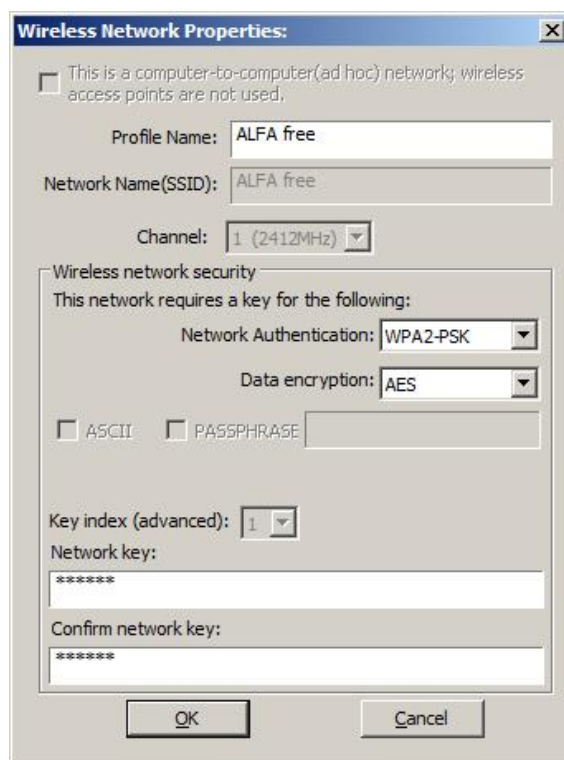 Wireless Network Properties:
This is a computer-to-computer(ad hoc) network; wireless
access points are not used.
Profile Name: ALFA free
Network Name(SSID): ALFA free
Channel: 1 (2412MHz)
Wireless network security
This network requires a key for the following:
Network Authentication: WPA2-PSK
Data encryption: AES
ASCII PASSPHRASE
Key index (advanced): 1
Network key:
******
Confirm network key:
******
OK Cancel